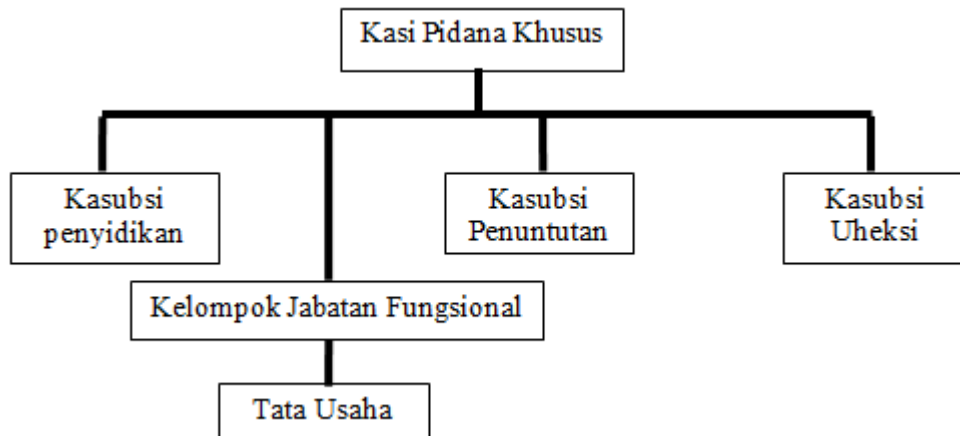 Kasi Pidana Khusus
Kasubsi
penyidikan
Kasubsi
Penuntutan
Kasubsi
Uheksi
Kelompok Jabatan Fungsional
Tata Usaha